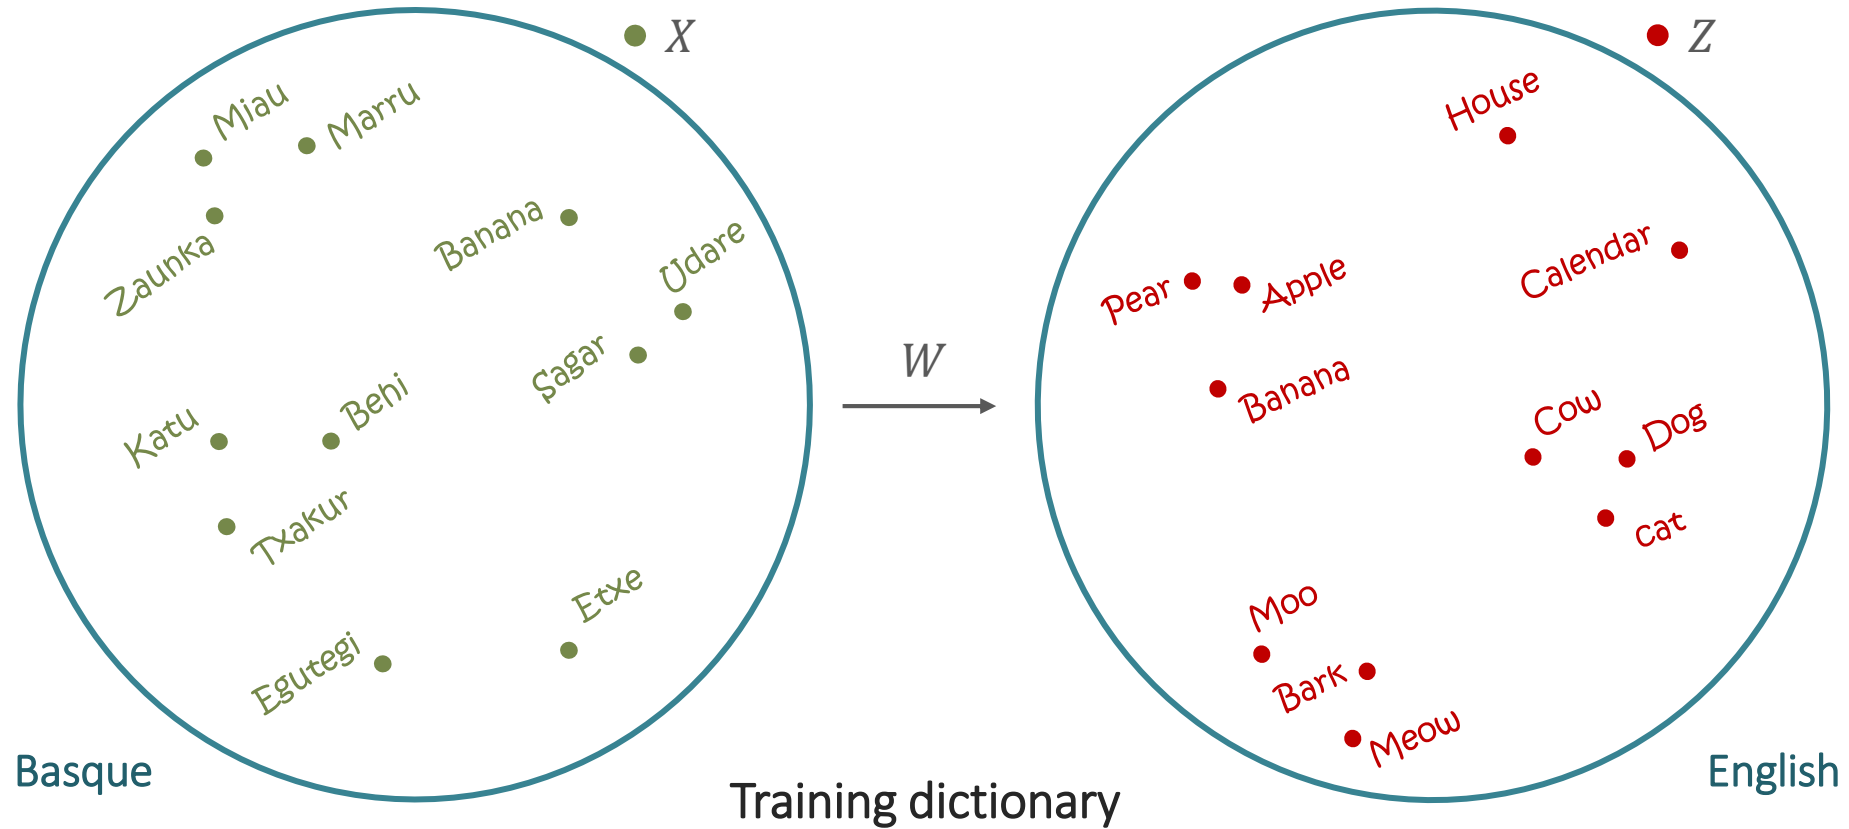 X
Miau
Marru
Zaunka
Banana
Udare
Sagar
Katu
Behi
Txakur
Etxe
Egutegi
Basque
W
Z
House
Calendar
Pear
Apple
Banana
Cow
Dog
cat
Moo
Bark
Meow
English
Training dictionary